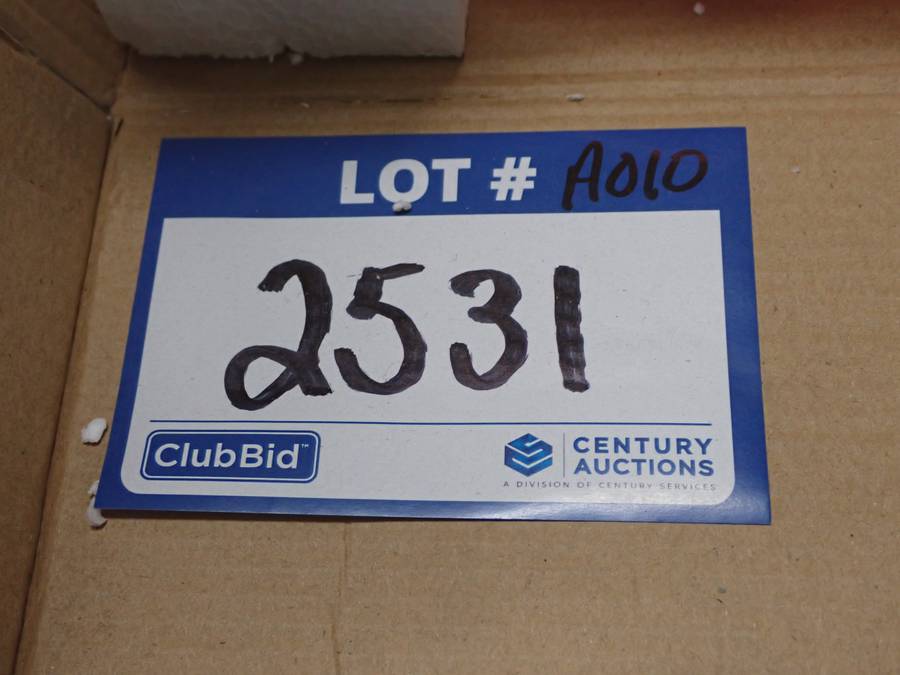 LOT # A010
2531
ClubBid™
CENTURY
AUCTIONS
A DIVISION OF CENTURY SERVICES